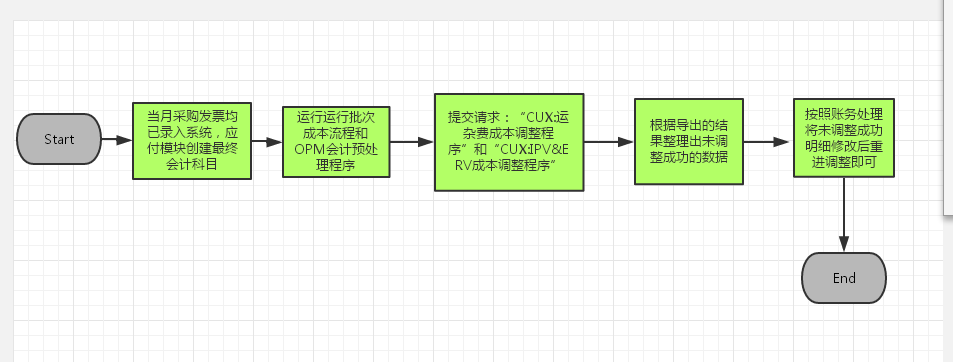 Start
当月采购发票均
已录入系统，应
付模块创建最终
会计科目
运行运行批次
成本流程和
OPM会计预处
理程序
提交请求：“CUX:运
杂费成本调整程
序”和“CUX:IPV&E
RV成本调整程序”
根据导出的结
果整理出未调
整成功的数据
按照账务处理
将未调整成功
明细修改后重
进调整即可
End